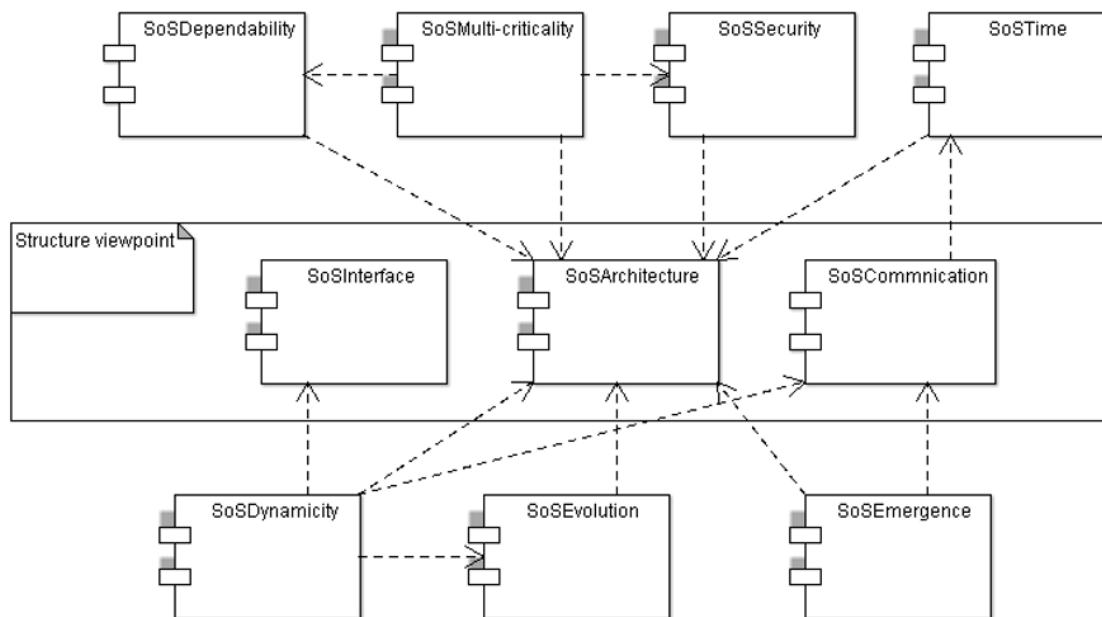 SoSDependability
SoSMulti-criticality
SoSSecurity
SoSTime
Structure viewpoint
SoSInterface
SoSArchitecture
SoSCommnication
SoSDynamicity
SoSEvolution
SoSEmergence